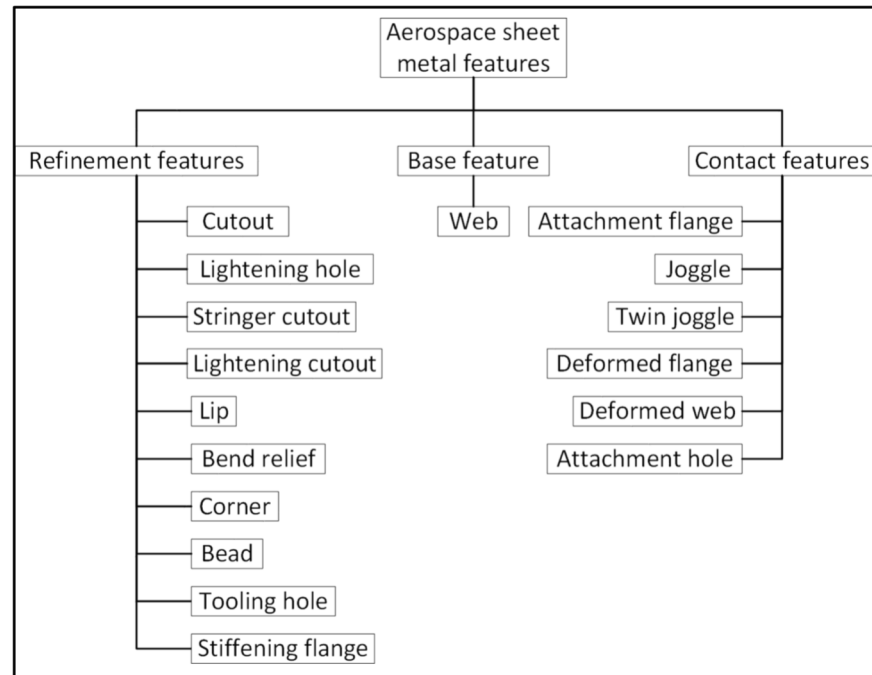 Aerospace sheet
metal features
Refinement features
Base feature
Contact features
Cutout
Lightening hole
Stringer cutout
Lightening cutout
Lip
Bend relief
Corner
Bead
Tooling hole
Stiffening flange
Web
Attachment flange
Joggle
Twin joggle
Deformed flange
Deformed web
Attachment hole